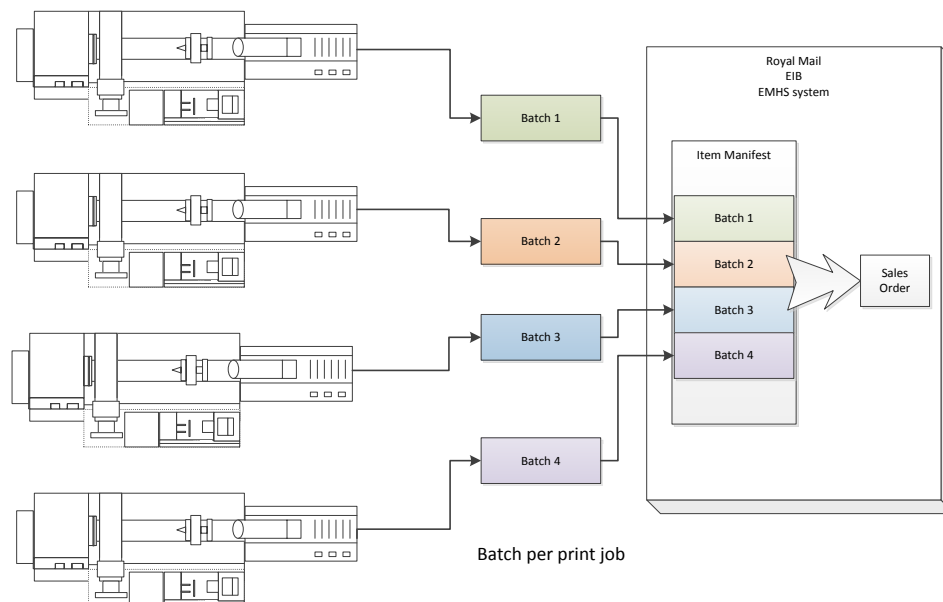 Royal Mail
EIB
EMHS system
Batch 1
Item Manifest
Batch 1
Batch 2
Batch 2
Sales
Order
Batch 3
Batch 3
Batch 4
Batch 4
Batch per print job